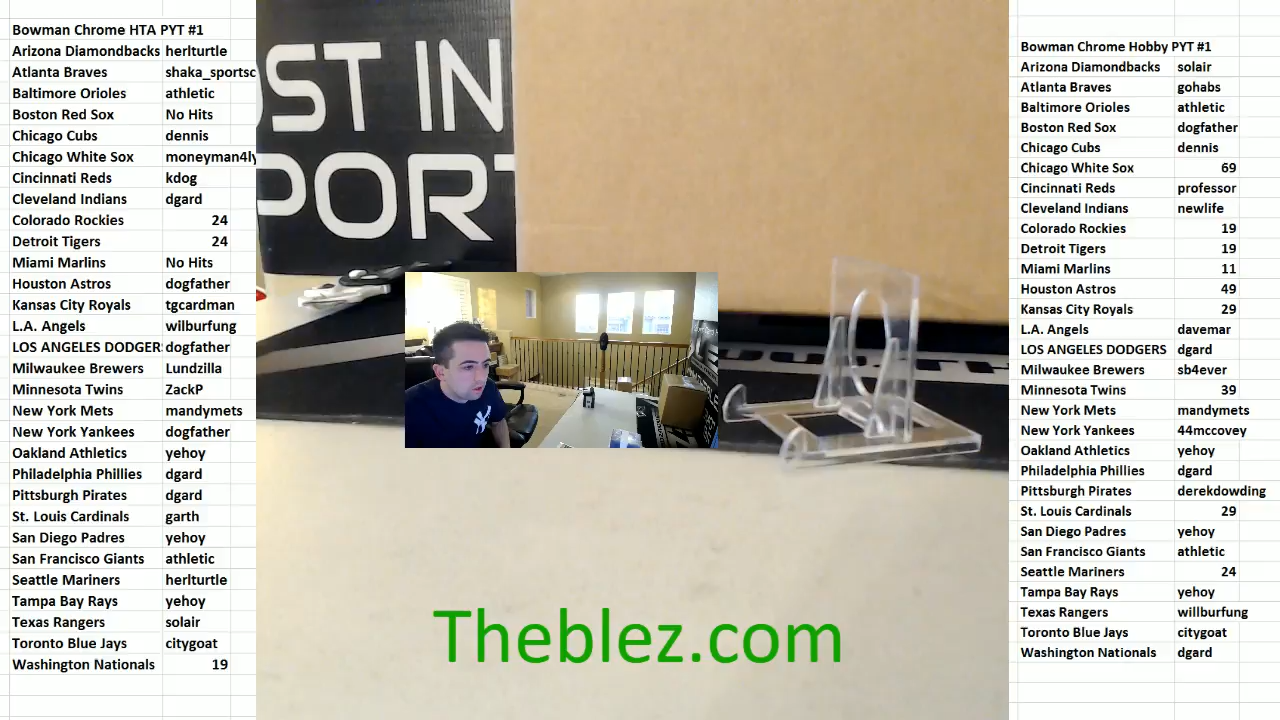 Bowman Chrome HTA PYT #1
Arizona Diamondbacks herlturtle
Atlanta Braves shaka_sportsc
Baltimore Orioles athletic
Boston Red Sox No Hits
Chicago Cubs dennis
Chicago White Sox moneyman4ly
Cincinnati Reds kdog
Cleveland Indians dgard
Colorado Rockies 24
Detroit Tigers 24
Miami Marlins No Hits
Houston Astros dogfather
Kansas City Royals tgcardman
L.A. Angels wilburfung
LOS ANGELES DODGER dogfather
Milwaukee Brewers Lundzilla
Minnesota Twins ZackP
New York Mets mandymets
New York Yankees dogfather
Oakland Athletics yehoy
Philadelphia Phillies dgard
Pittsburgh Pirates dgard
St. Louis Cardinals garth
San Diego Padres yehoy
San Francisco Giants athletic
Seattle Mariners herlturtle
Tampa Bay Rays yehoy
Texas Rangers solair
Toronto Blue Jays citygoat
Washington Nationals 19
OST IN
PORT
Theblez.com
Bowman Chrome Hobby PYT #1
Arizona Diamondbacks solair
Atlanta Braves gohabs
Baltimore Orioles athletic
Boston Red Sox dogfather
Chicago Cubs dennis
Chicago White Sox 69
Cincinnati Reds professor
Cleveland Indians newlife
Colorado Rockies 19
Detroit Tigers 19
Miami Marlins 11
Houston Astros 49
Kansas City Royals 29
L.A. Angels davemar
LOS ANGELES DODGERS dgard
Milwaukee Brewers sb4ever
Minnesota Twins 39
New York Mets mandymets
New York Yankees 44mccovey
Oakland Athletics yehoy
Philadelphia Phillies dgard
Pittsburgh Pirates derekdowding
St. Louis Cardinals 29
San Diego Padres yehoy
San Francisco Giants athletic
Seattle Mariners 24
Tampa Bay Rays yehoy
Texas Rangers willburfung
Toronto Blue Jays citygoat
Washington Nationals dgard